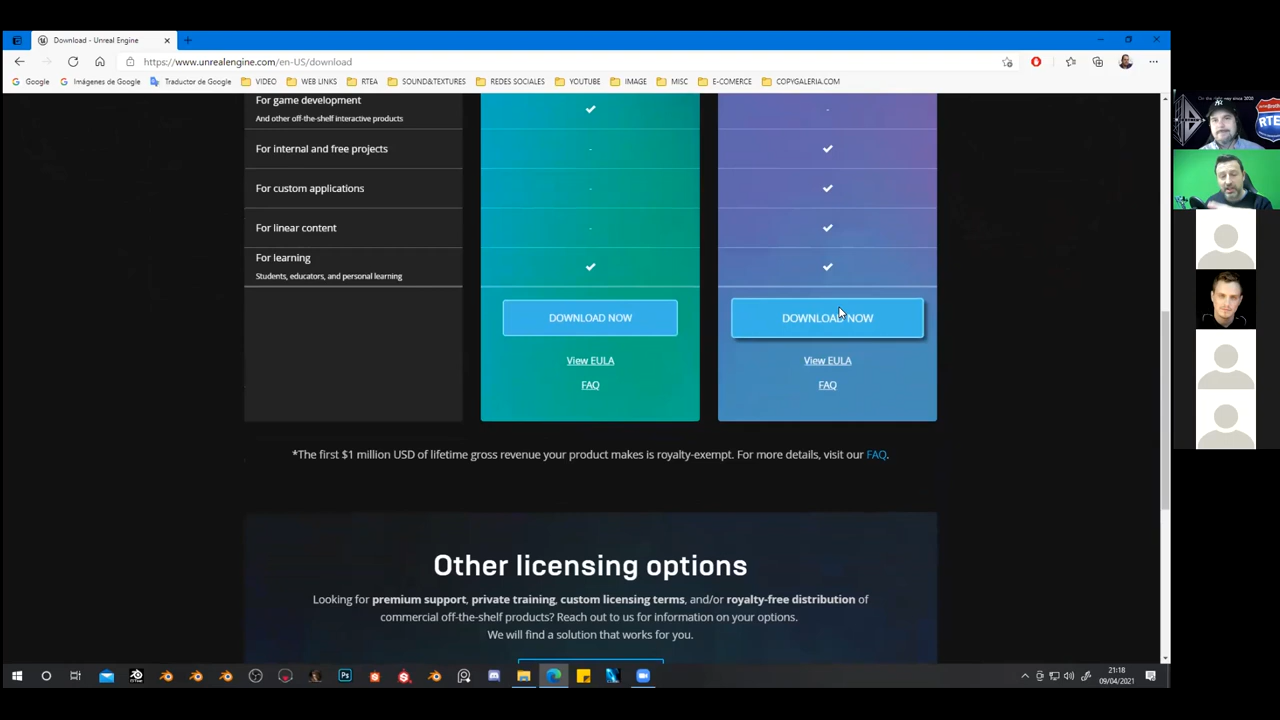 Download - Unreal Engine
https://www.unrealengine.com/en-US/download
Google
Imágenes de Google
Traductor de Google
VIDEO
WEB LINKS
RTEA
SOUND&TEXTURES
REDES SOCIALES
YOUTUBE
IMAGE
MISC
E-COMERCE
COPYGALERIA.COM
For game development
And other off-the-shelf interactive products
For internal and free projects
For custom applications
For linear content
For learning
Students, educators, and personal learning
DOWNLOAD NOW
DOWNLOAD NOW
View EULA
View EULA
FAQ
FAQ
*The first $1 million USD of lifetime gross revenue your product makes is royalty-exempt. For more details, visit our FAQ.
Other licensing options
Looking for premium support, private training, custom licensing terms, and/or royalty-free distribution of
commercial off-the-shelf products? Reach out to us for information on your options.
We will find a solution that works for you.
Ps
21:18
09/04/2021